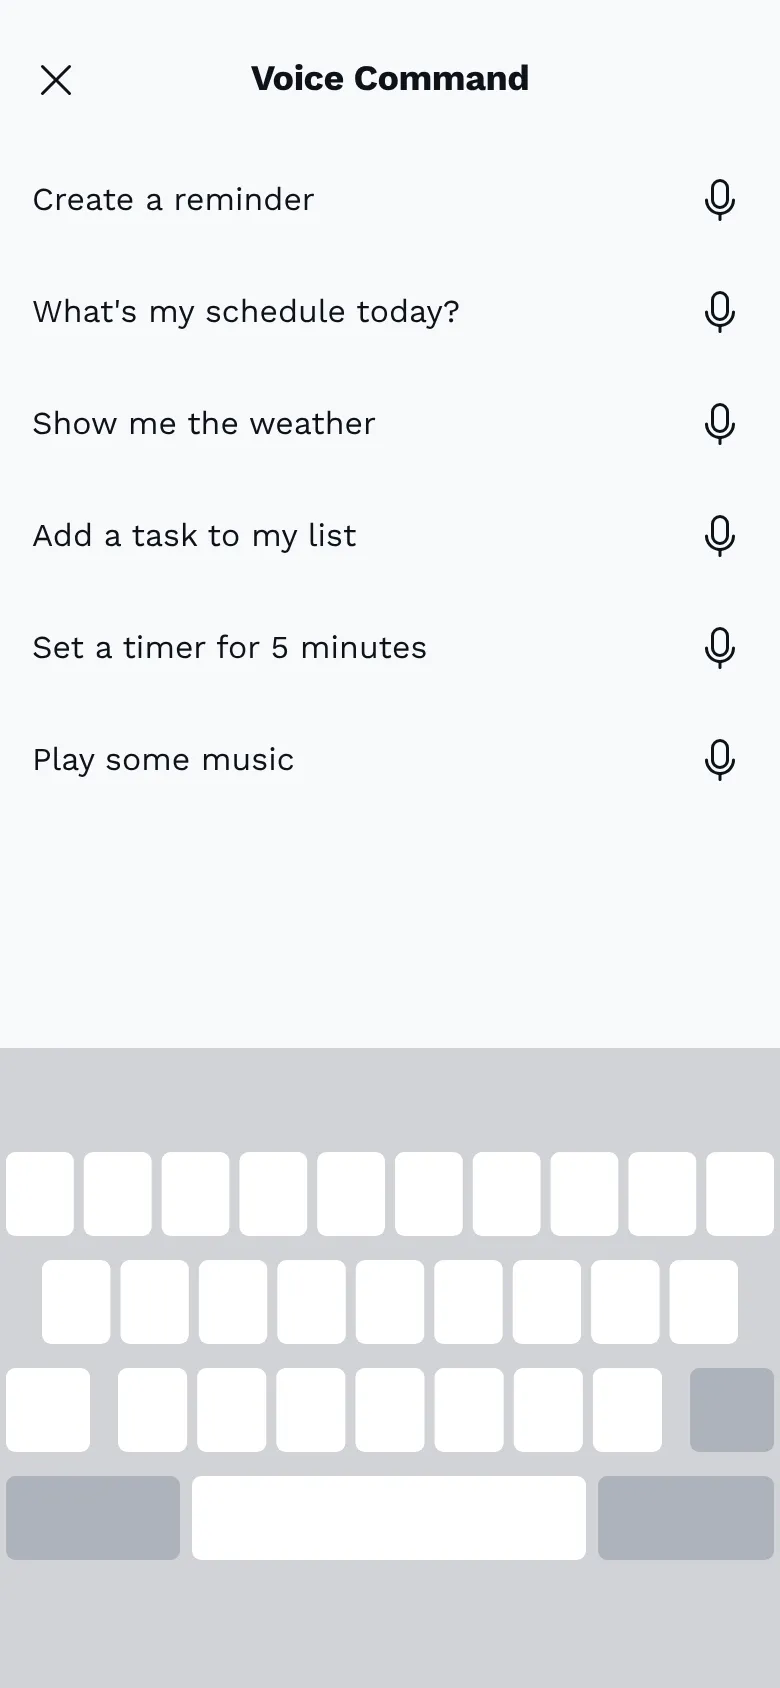 Voice Command
Create a reminder
What's my schedule today?
Show me the weather
Add a task to my list
Set a timer for 5 minutes
Play some music